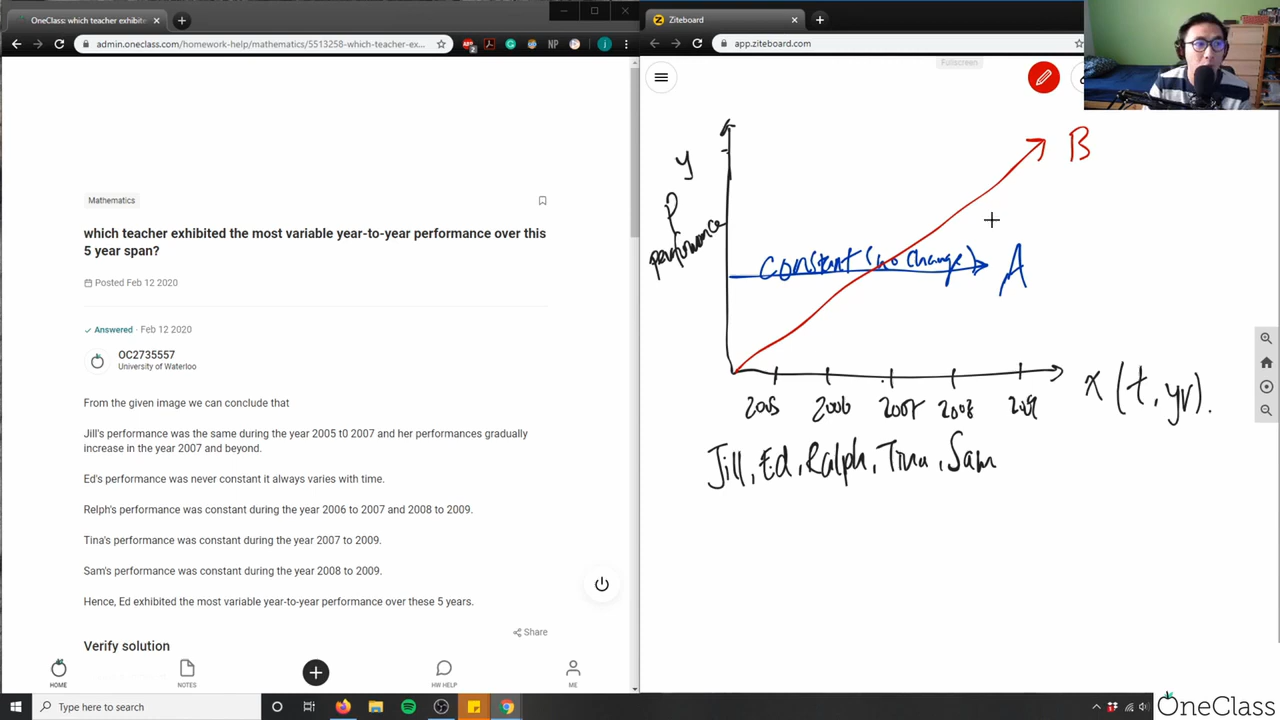 OneClass: which teacher exhibite
admin.oneclass.com/homework-help/mathematics/5513258-which-teacher-ex...
Mathematics
which teacher exhibited the most variable year-to-year performance over this
5 year span?
Posted Feb 12 2020
Answered · Feb 12 2020
OC2735557
University of Waterloo
From the given image we can conclude that
Jill's performance was the same during the year 2005 t0 2007 and her performances gradually
increase in the year 2007 and beyond.
Ed's performance was never constant it always varies with time.
Relph's performance was constant during the year 2006 to 2007 and 2008 to 2009.
Tina's performance was constant during the year 2007 to 2009.
Sam's performance was constant during the year 2008 to 2009.
Hence, Ed exhibited the most variable year-to-year performance over these 5 years.
Share
Verify solution
HOME
NOTES
HW HELP
ME
Type here to search
Ziteboard
app.ziteboard.com
Fullscreen
y
P
performance
B
constant (no change)
A
2005 2006 2007 2008 2009
x (t, yr).
Jill, Ed, Ralph, Tina, Sam
OneClass